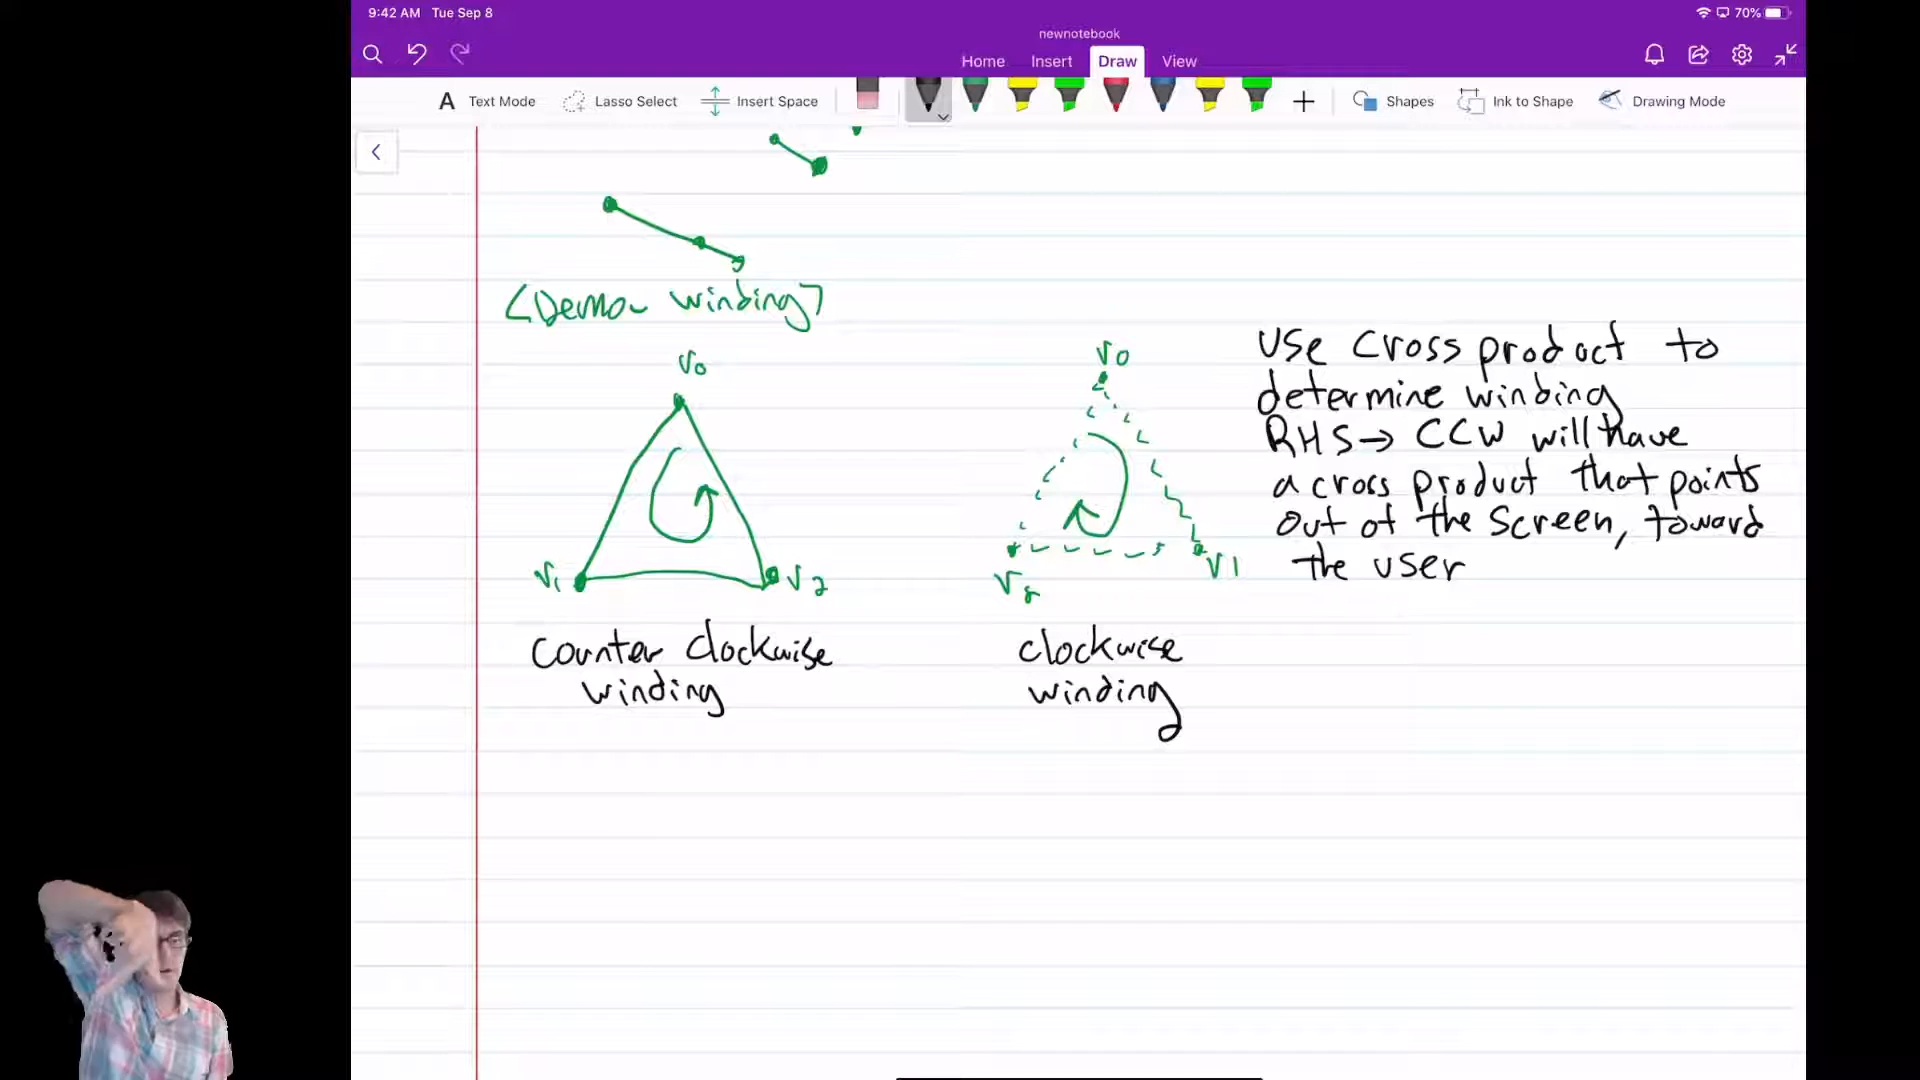 9:42 AM Tue Sep 8
70%
newnotebook
Home Insert Draw View
Text Mode Lasso Select Insert Space Shapes Ink to Shape Drawing Mode
(Demo winding)
V0
V1
V2
counter clockwise
winding
V0
V1
V2
clockwise
winding
Use cross product to
determine winding
RHS → CCW will have
a cross product that points
out of the screen, toward
the user